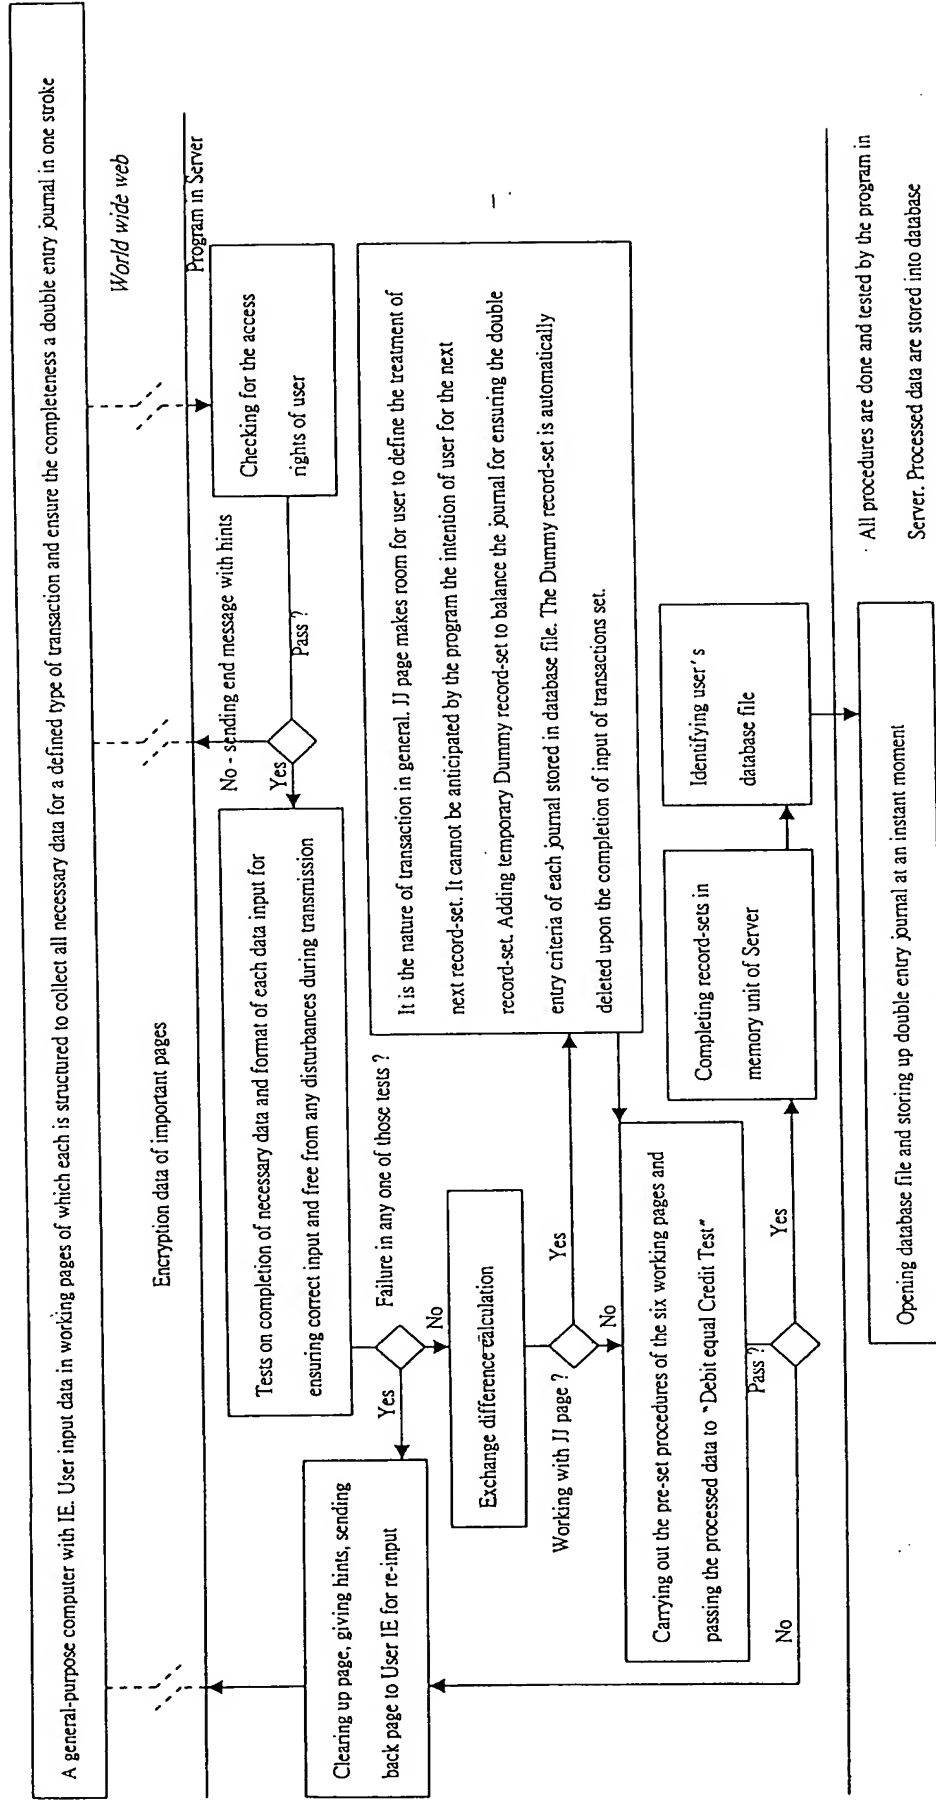 A general-purpose computer with IE. User input data in working pages of which each is structured to collect all necessary data for a defined type of transaction and ensure the completeness a double entry journal in one stroke
World wide web
Encryption data of important pages
Program in Server
Checking for the access
rights of user
No - sending end message with hints
Pass ?
Yes
Tests on completion of necessary data and format of each data input for
ensuring correct input and free from any disturbances during transmission
Failure in any one of those tests ?
Yes
No
Clearing up page, giving hints, sending
back page to User IE for re-input
Exchange difference calculation
Working with JJ page ?
Yes
No
It is the nature of transaction in general. JJ page makes room for user to define the treatment of
next record-set. It cannot be anticipated by the program the intention of user for the next
record-set. Adding temporary Dummy record-set to balance the journal for ensuring the double
entry criteria of each journal stored in database file. The Dummy record-set is automatically
deleted upon the completion of input of transactions set.
Carrying out the pre-set procedures of the six working pages and
passing the processed data to "Debit equal Credit Test"
Pass ?
No
Yes
Completing record-sets in
memory unit of Server
Identifying user's
database file
All procedures are done and tested by the program in
Server. Processed data are stored into database
Opening database file and storing up double entry journal at an instant moment